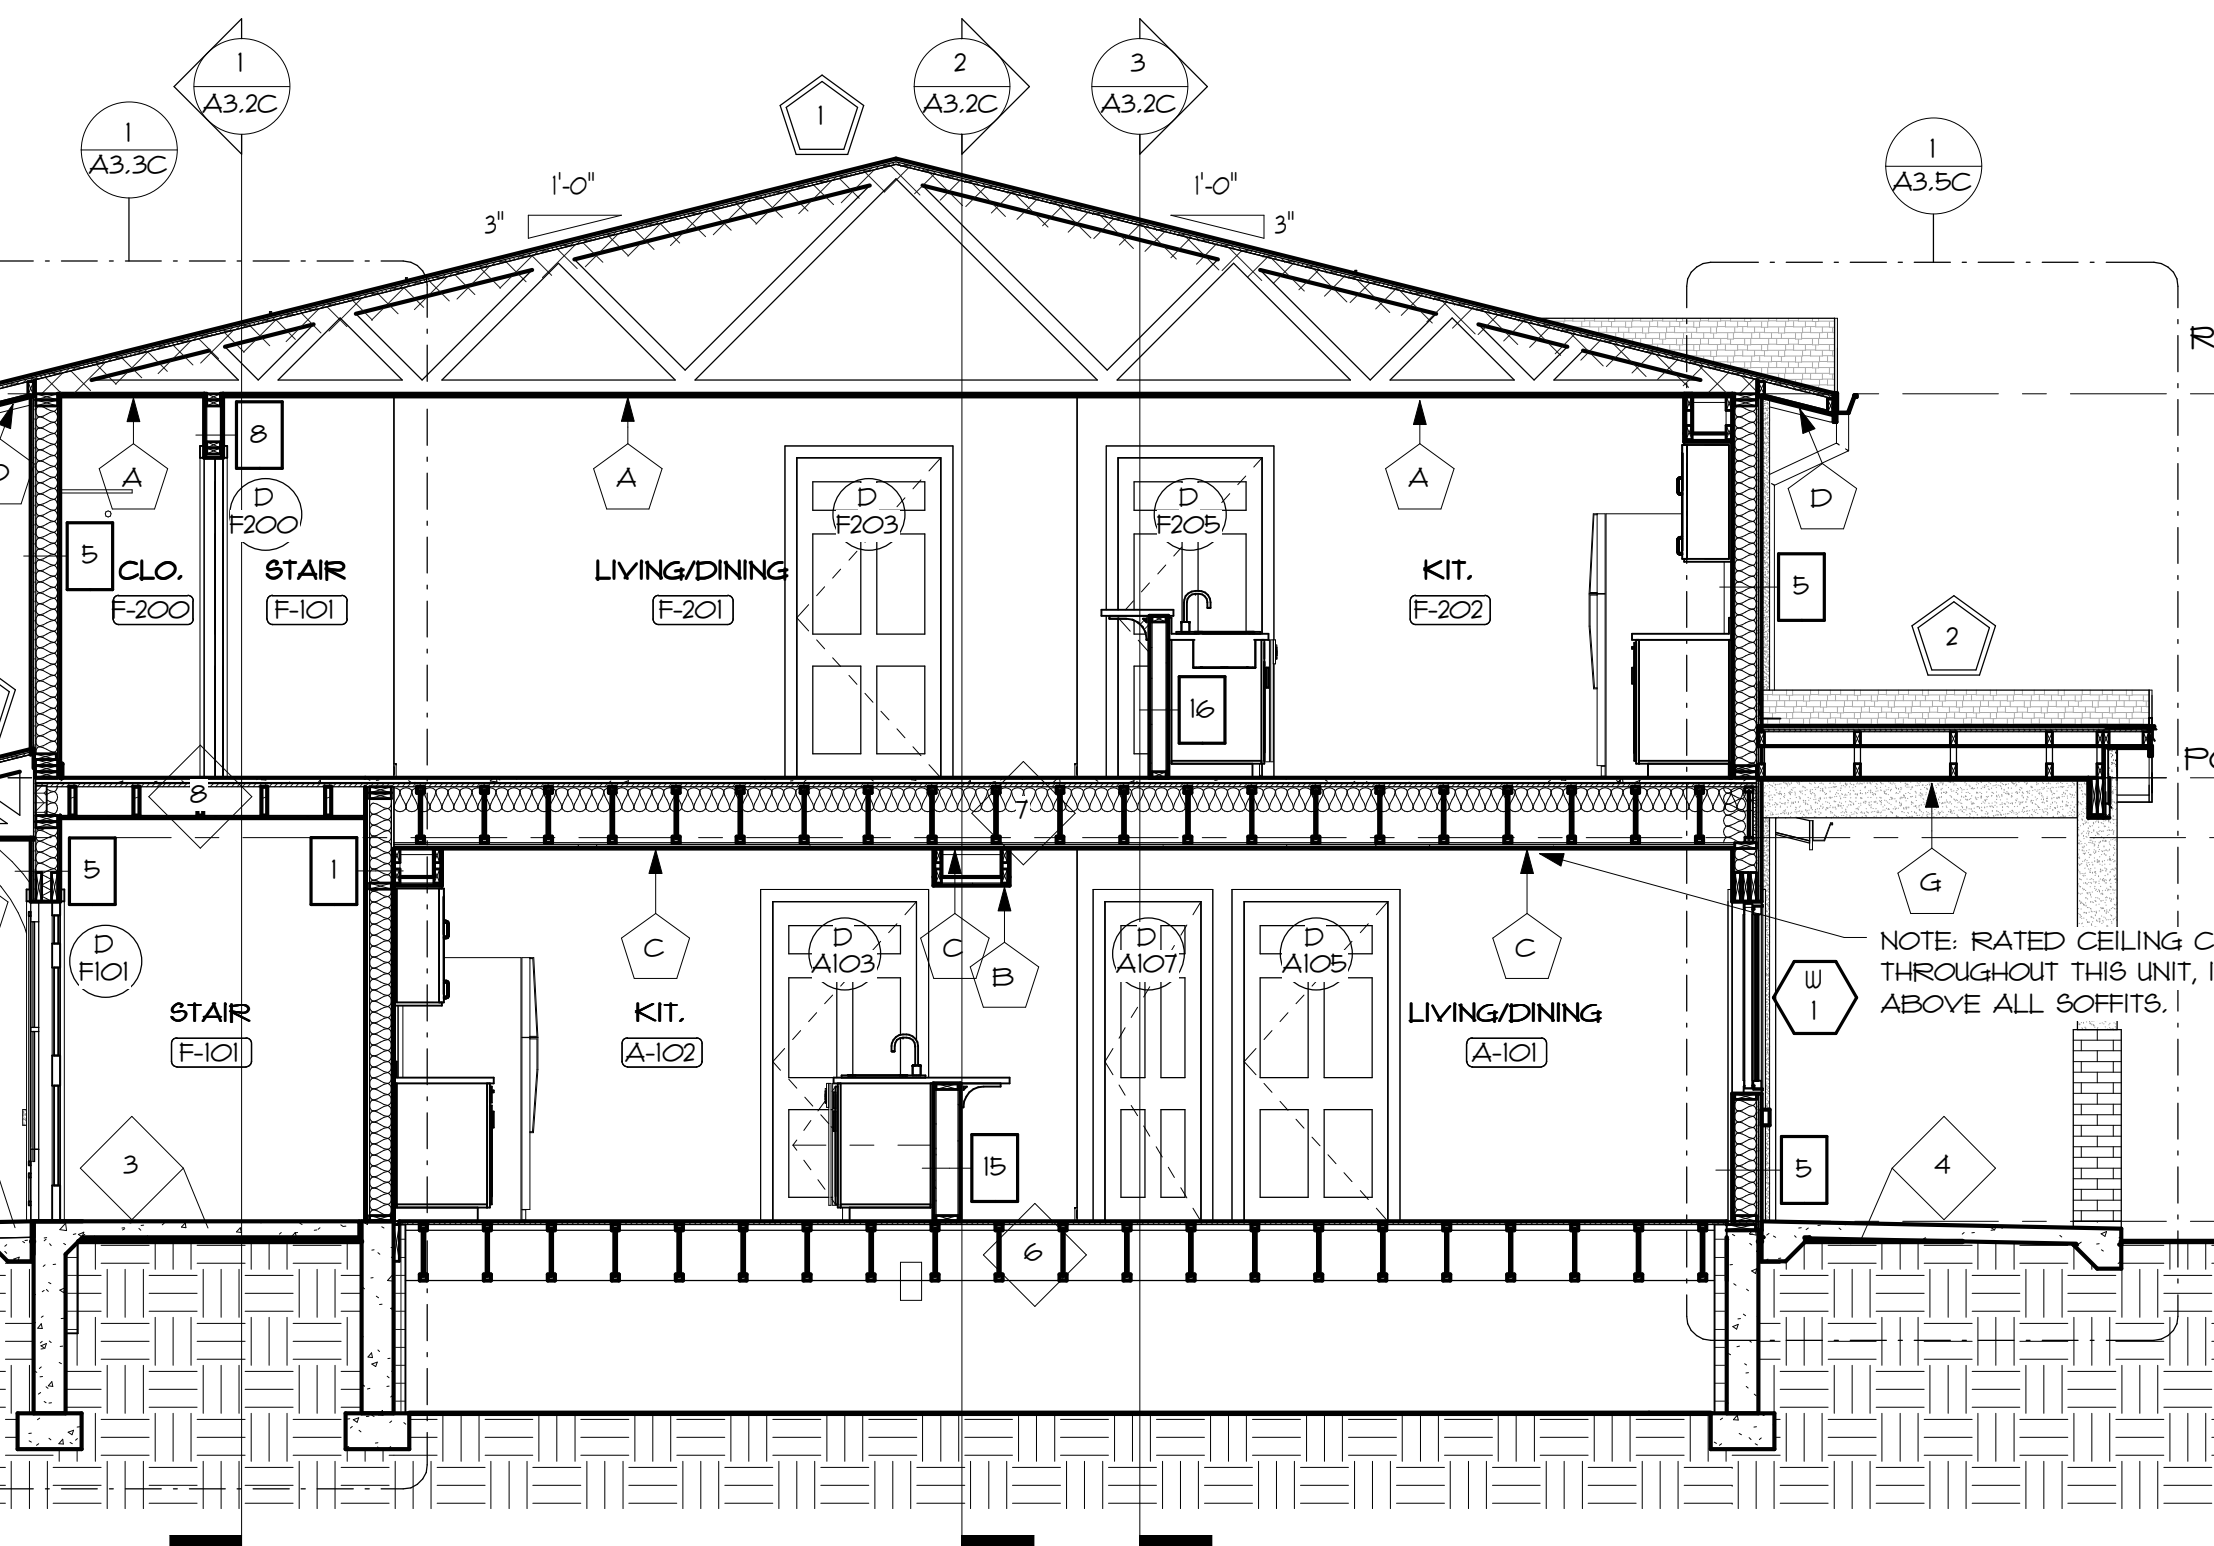 1
A3.2C
2
A3.2C
3
A3.2C
1
A3.3C
1
1
A3.5C
1'-0"
3"
1'-0"
3"
8
A
A
A
D
D
F200
D
F203
D
F205
5
CLO.
F-200
STAIR
F-101
LIVING/DINING
F-201
KIT.
F-202
5
2
16
8
7
5
1
G
C
C
B
C
D
F101
D
A103
D
A107
D
A105
NOTE: RATED CEILING C
THROUGHOUT THIS UNIT, I
ABOVE ALL SOFFITS.
W
1
STAIR
F-101
KIT.
A-102
LIVING/DINING
A-101
3
15
5
4
6